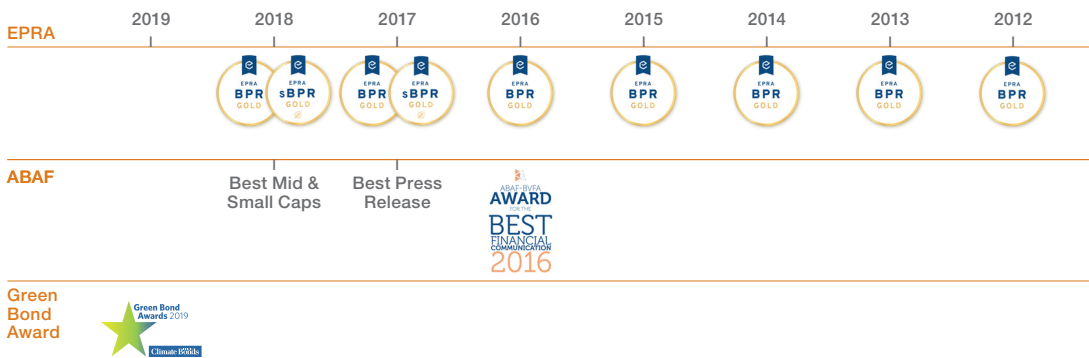 2019 2018 2017 2016 2015 2014 2013 2012
EPRA
EPRA BPR GOLD EPRA sBPR GOLD EPRA BPR GOLD EPRA sBPR GOLD EPRA BPR GOLD EPRA BPR GOLD EPRA BPR GOLD EPRA BPR GOLD EPRA BPR GOLD
ABAF
Best Mid &
Small Caps
Best Press
Release
ABAF-BVFA
AWARD
FOR THE
BEST
FINANCIAL
COMMUNICATION
2016
Green
Bond
Award
Green Bond
Awards 2019
Climate Bonds